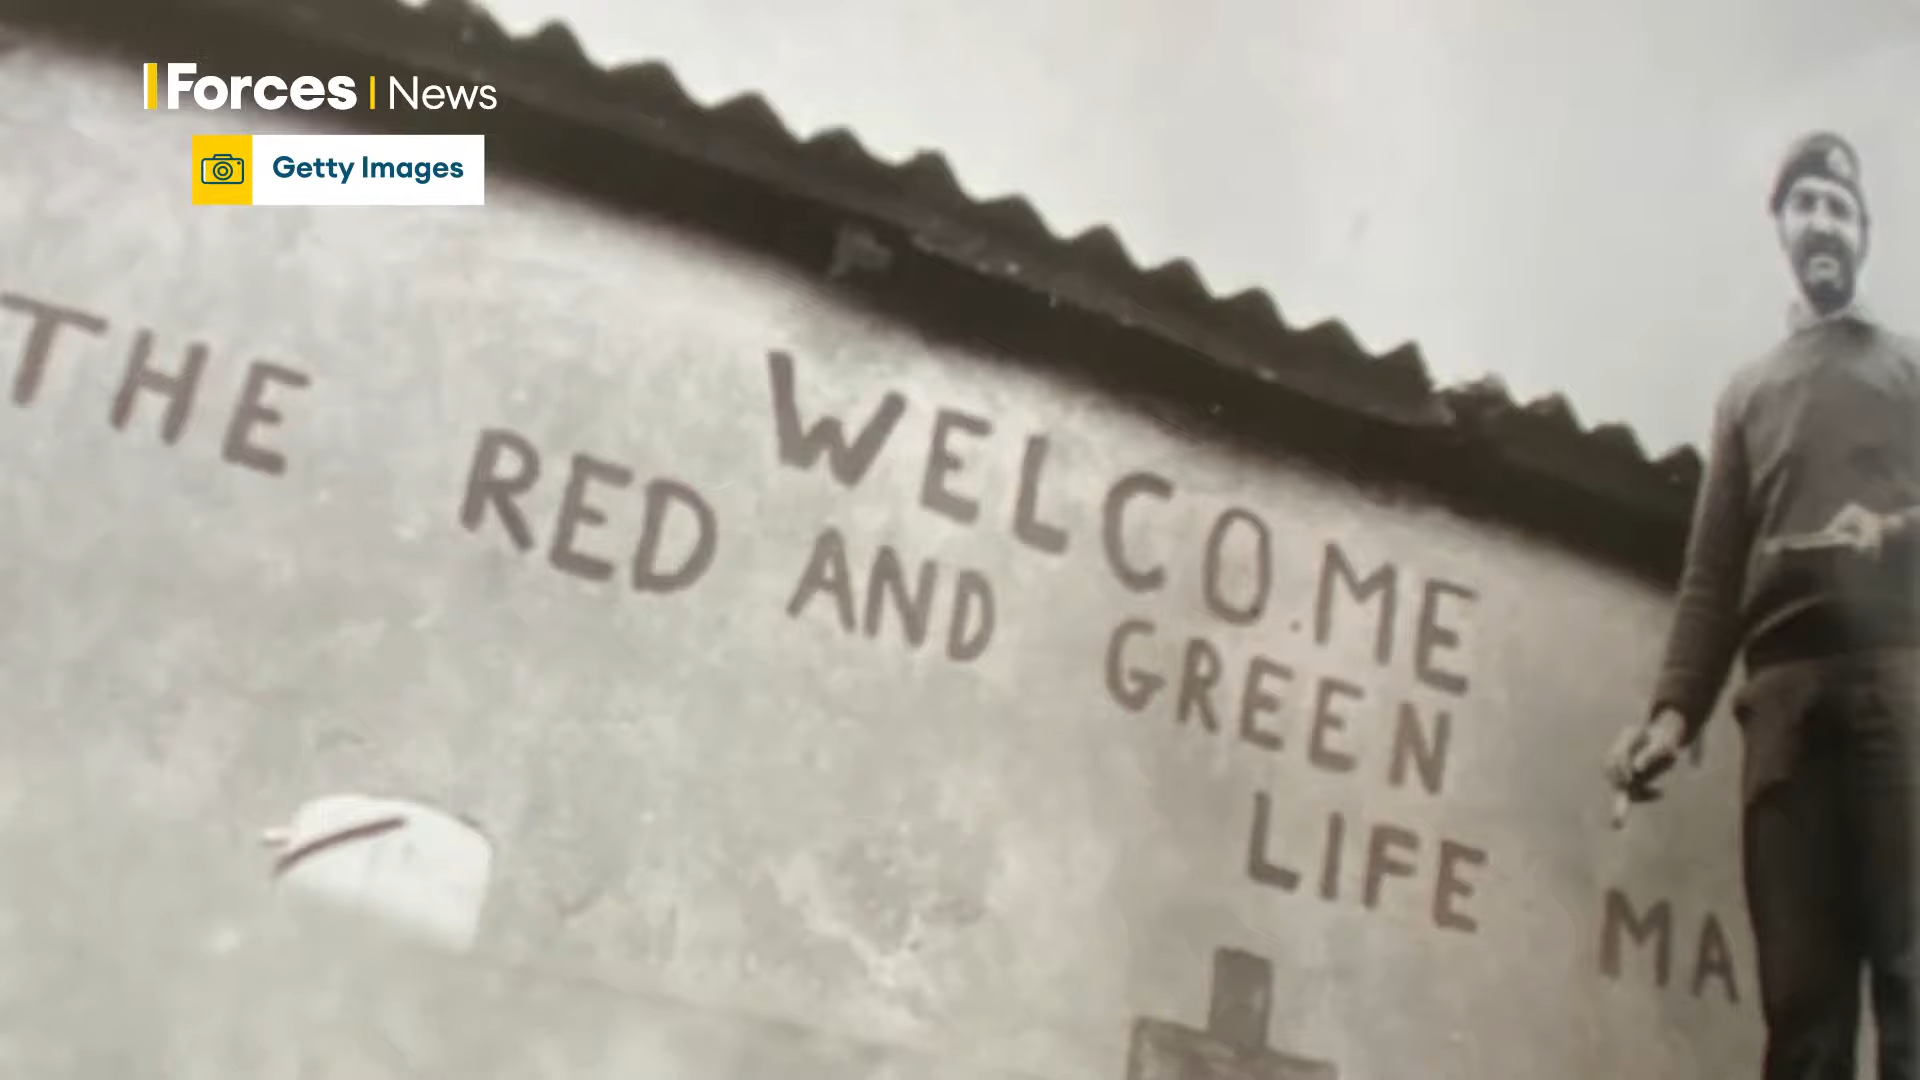 Forces News
Getty Images
WELCOME
THE RED AND GREEN
LIFE MA